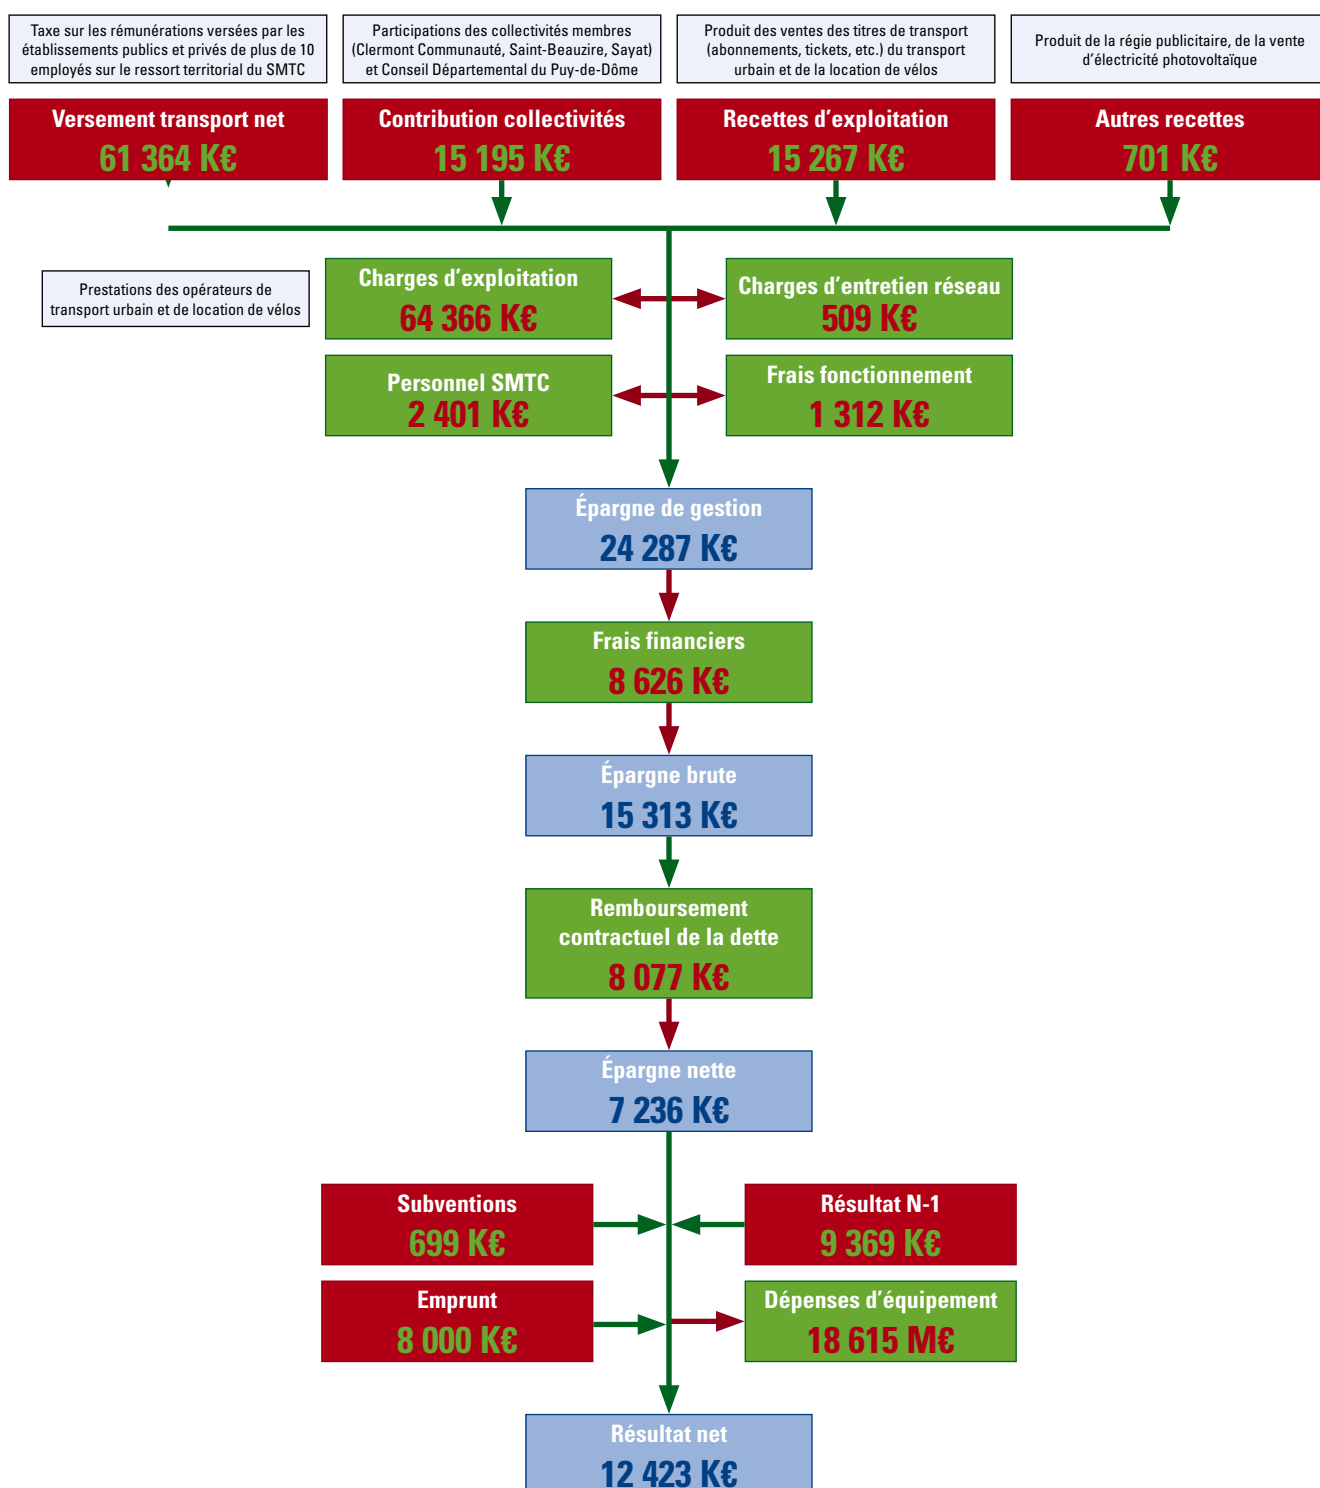 Taxe sur les rémunérations versées par les
établissements publics et privés de plus de 10
employés sur le ressort territorial du SMTC
Participations des collectivités membres
(Clermont Communauté, Saint-Beauzire, Sayat)
et Conseil Départemental du Puy-de-Dôme
Produit des ventes des titres de transport
(abonnements, tickets, etc.) du transport
urbain et de la location de vélos
Produit de la régie publicitaire, de la vente
d’électricité photovoltaïque
Versement transport net
61 364 K€
Contribution collectivités
15 195 K€
Recettes d’exploitation
15 267 K€
Autres recettes
701 K€
Prestations des opérateurs de
transport urbain et de location de vélos
Charges d’exploitation
64 366 K€
Charges d’entretien réseau
509 K€
Personnel SMTC
2 401 K€
Frais fonctionnement
1 312 K€
Épargne de gestion
24 287 K€
Frais financiers
8 626 K€
Épargne brute
15 313 K€
Remboursement
contractuel de la dette
8 077 K€
Épargne nette
7 236 K€
Subventions
699 K€
Résultat N-1
9 369 K€
Emprunt
8 000 K€
Dépenses d’équipement
18 615 M€
Résultat net
12 423 K€